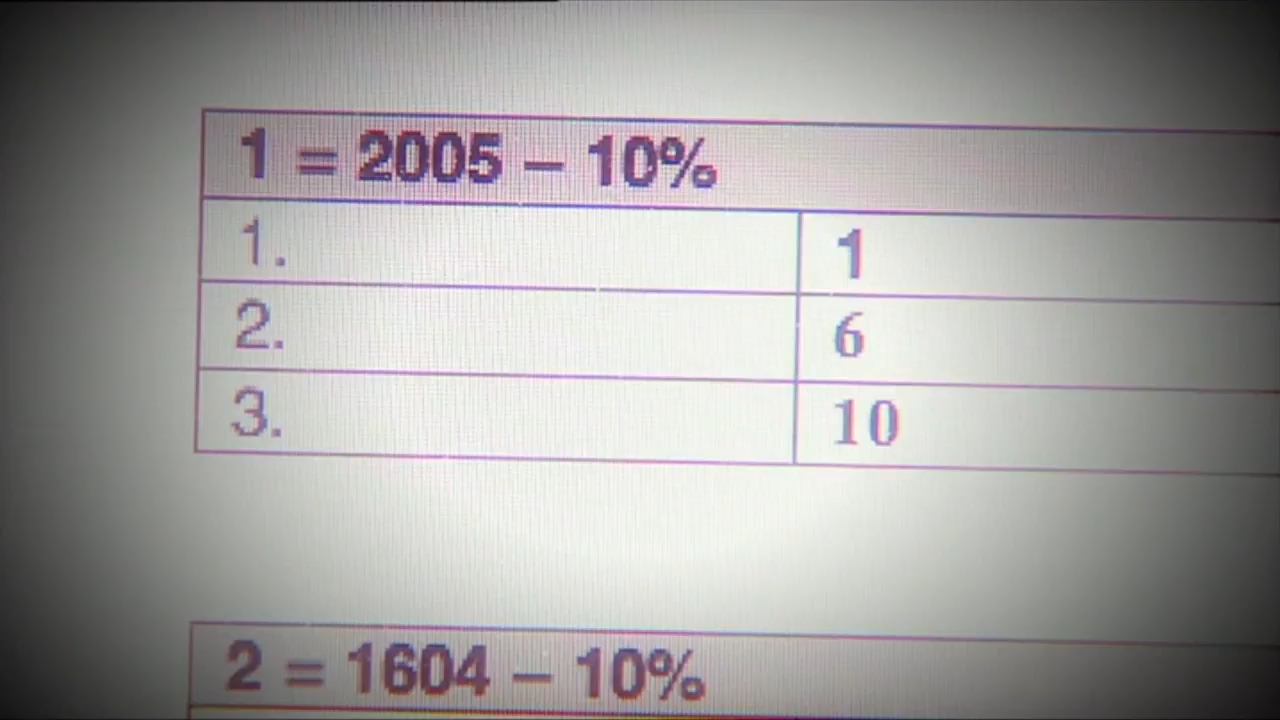 1 = 2005 – 10%
1. 1
2. 6
3. 10
2 = 1604 – 10%